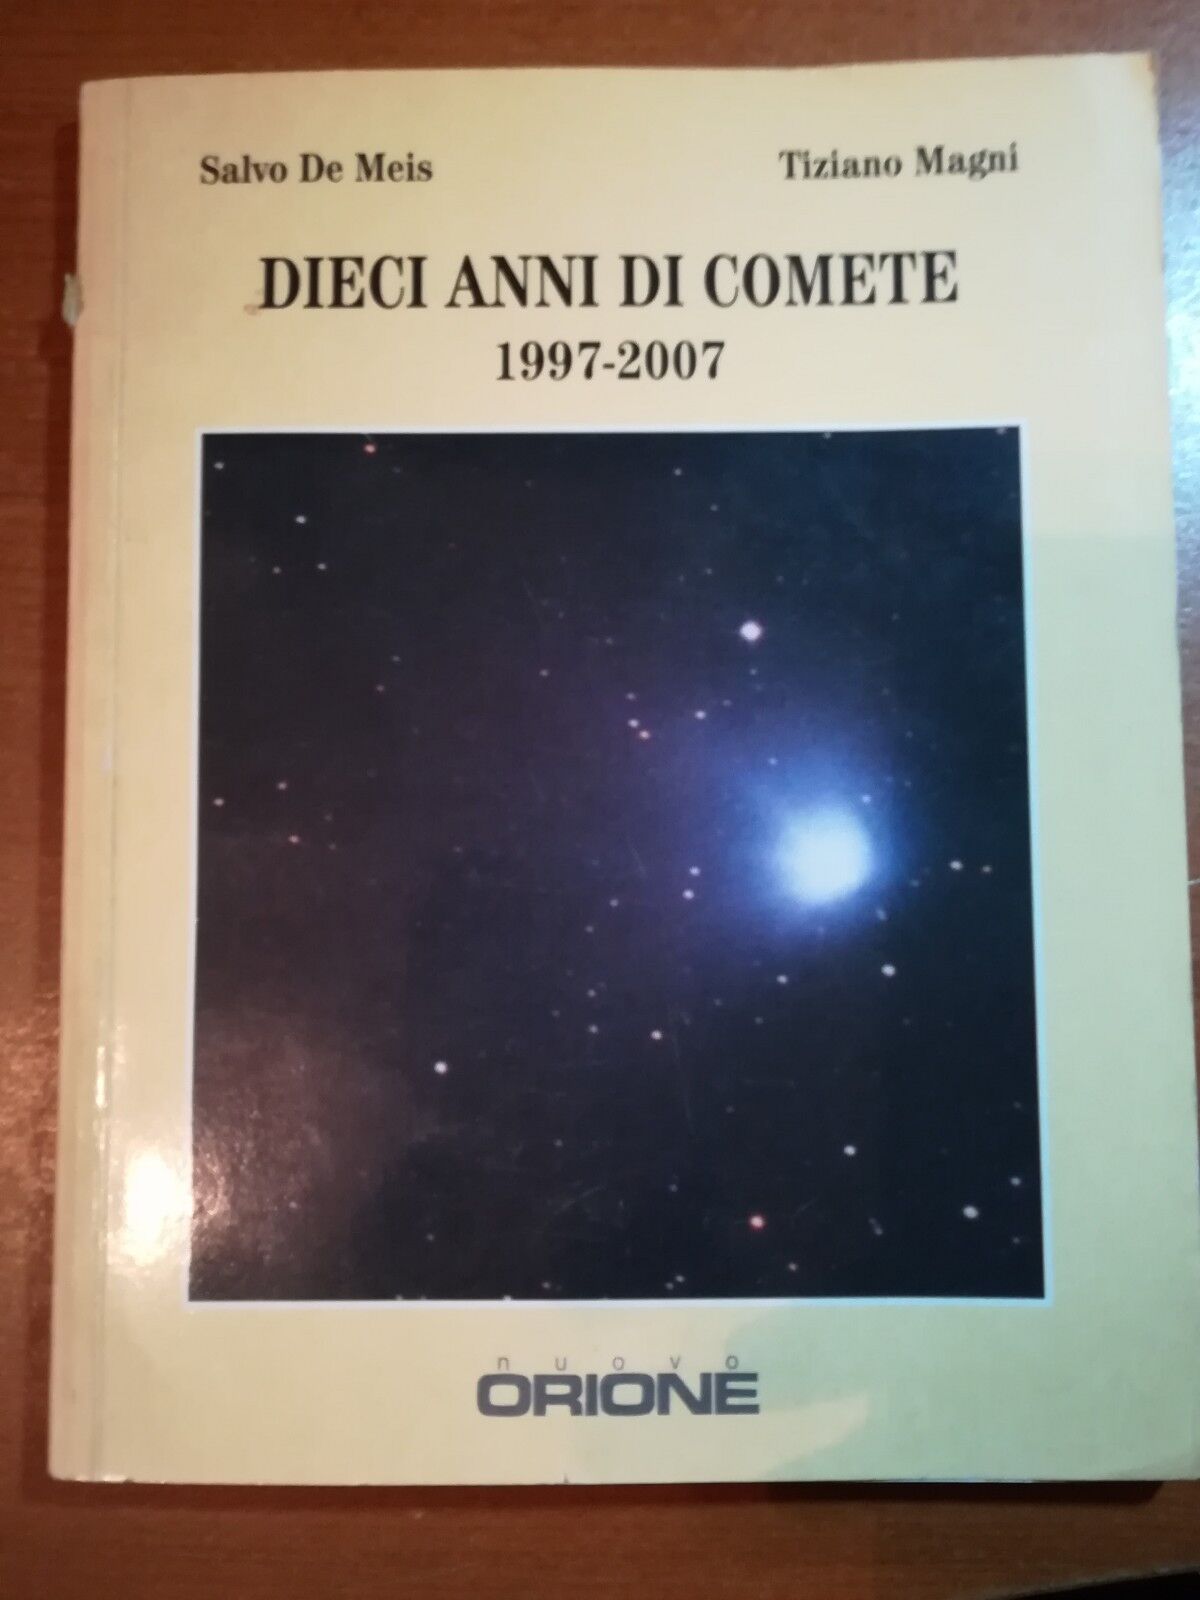 Salvo De Meis
Tiziano Magni
DIECI ANNI DI COMETE
1997-2007
nuovo
ORIONE